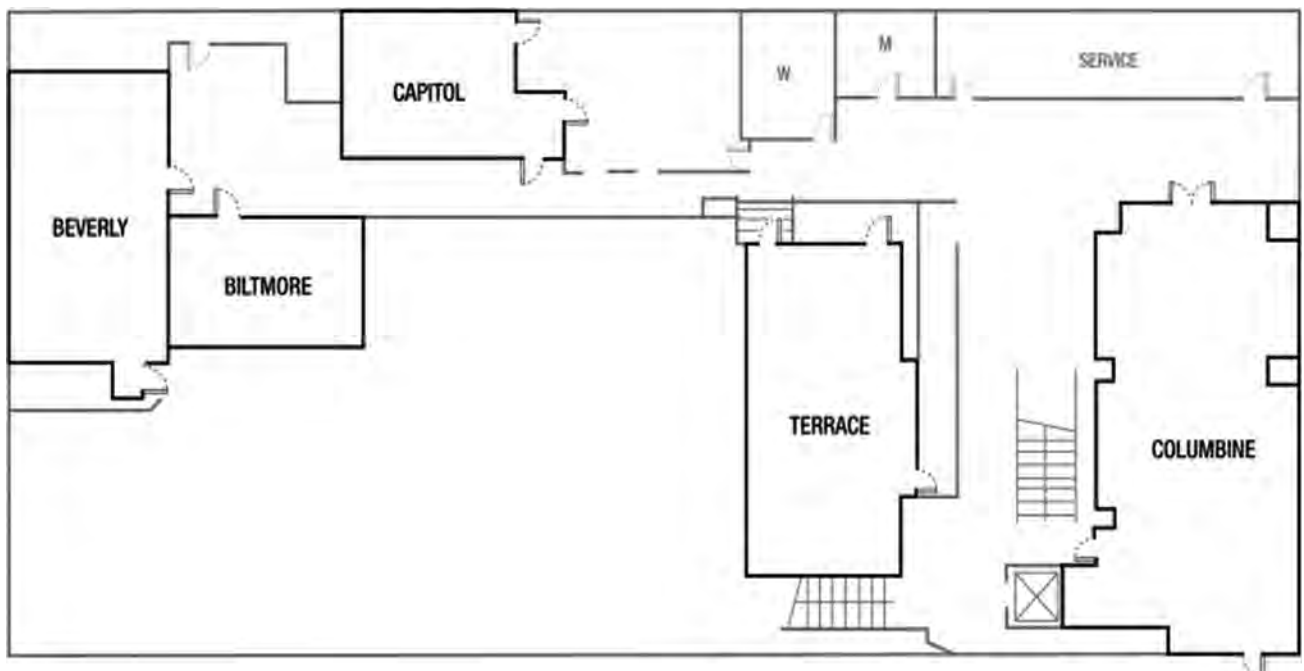 M
SERVICE
W
CAPITOL
BEVERLY
BILTMORE
TERRACE
COLUMBINE